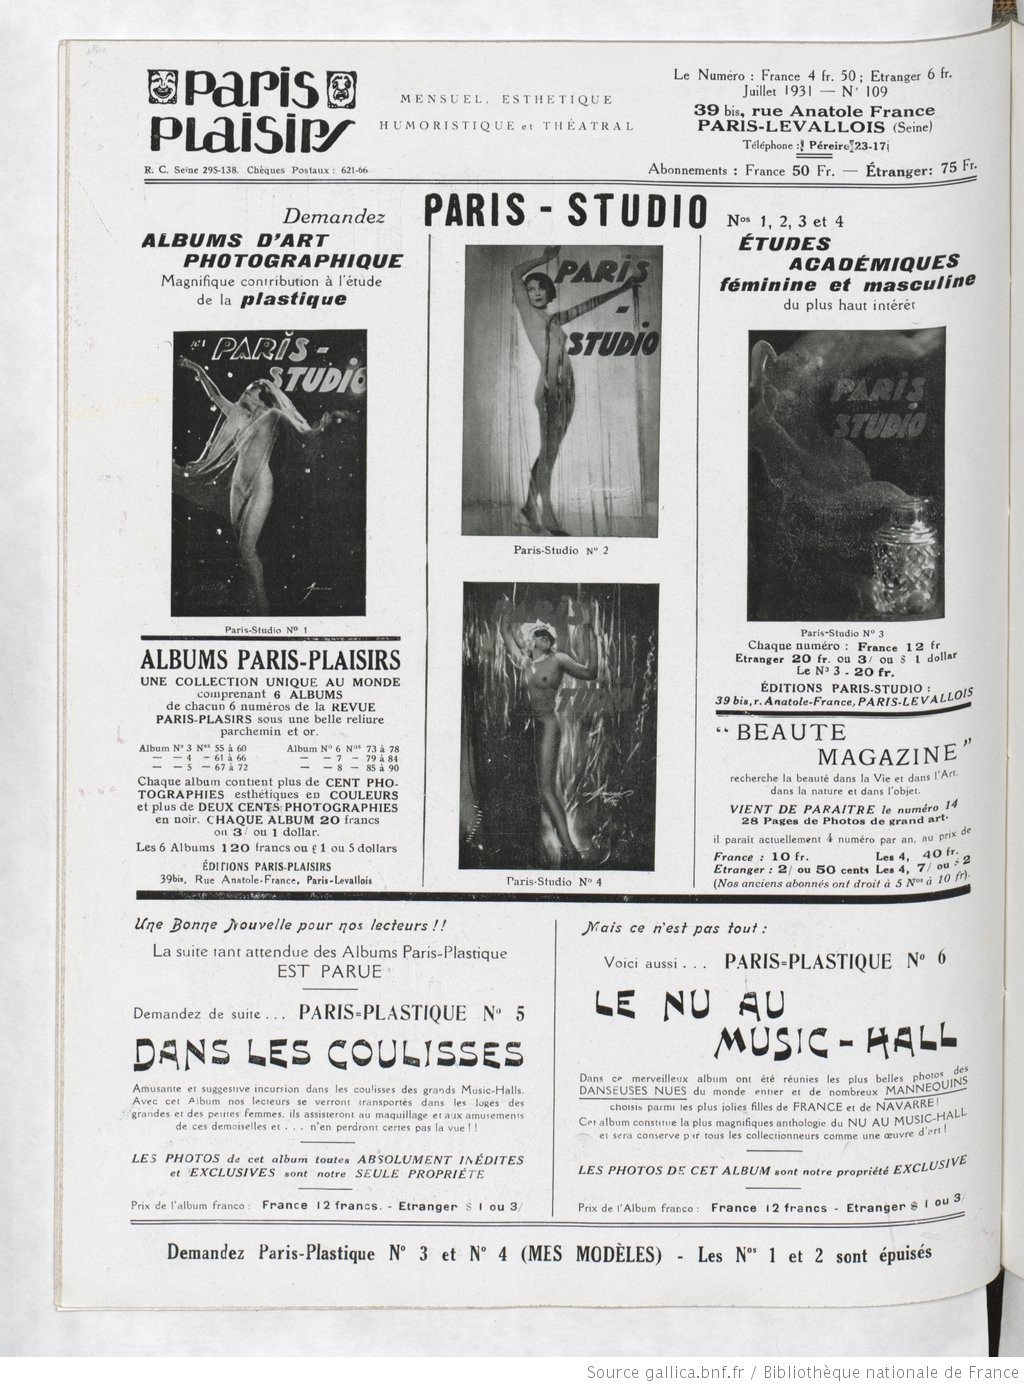 Paris
Plaisirs
R. C. Seine 295-138. Chèques Postaux : 621-66
MENSUEL, ESTHETIQUE
HUMORISTIQUE et THÉATRAL
Le Numéro : France 4 fr. 50 ; Etranger 6 fr.
Juillet 1931 — N° 109
39 bis, rue Anatole France
PARIS-LEVALLOIS (Seine)
Téléphone : Péreire 23-17
Abonnements : France 50 Fr. — Étranger : 75 Fr.
Demandez PARIS - STUDIO Nos 1, 2, 3 et 4
ALBUMS D'ART
PHOTOGRAPHIQUE
Magnifique contribution à l'étude
de la plastique
N°1 PARIS -
STUDIO
Paris-Studio N° 1
ALBUMS PARIS-PLAISIRS
UNE COLLECTION UNIQUE AU MONDE
comprenant 6 ALBUMS
de chacun 6 numéros de la REVUE
PARIS-PLASIRS sous une belle reliure
parchemin et or.
Album N° 3 Nos 55 à 60 Album N° 6 Nos 73 à 78
— — 4 - 61 à 66 — — 7 - 79 à 84
— — 5 - 67 à 72 — — 8 - 85 à 90
Chaque album contient plus de CENT PHO-
TOGRAPHIES esthétiques en COULEURS
et plus de DEUX CENTS PHOTOGRAPHIES
en noir. CHAQUE ALBUM 20 francs
ou 3/ ou 1 dollar.
Les 6 Albums 120 francs ou £ 1 ou 5 dollars
ÉDITIONS PARIS-PLAISIRS
39bis, Rue Anatole-France, Paris-Levallois
PARIS
-
STUDIO
Paris-Studio N° 2
PARIS
STUDIO
Paris-Studio N° 4
ÉTUDES
ACADÉMIQUES
féminine et masculine
du plus haut intérêt
PARIS
STUDIO
Paris-Studio N° 3
Chaque numéro : France 12 fr
Etranger 20 fr. ou 3/ ou $ 1 dollar
Le N° 3 - 20 fr.
ÉDITIONS PARIS-STUDIO :
39 bis, r. Anatole-France, PARIS-LEVALLOIS
"BEAUTE
MAGAZINE"
recherche la beauté dans la Vie et dans l'Art,
dans la nature et dans l'objet.
VIENT DE PARAITRE le numéro 14
28 Pages de Photos de grand art.
il parait actuellement 4 numéro par an, au prix de
France : 10 fr. Les 4, 40 fr.
Etranger : 2/ ou 50 cents Les 4, 7/ ou $ 2
(Nos anciens abonnés ont droit à 5 Nos à 10 fr).
Une Bonne Nouvelle pour nos lecteurs !!
La suite tant attendue des Albums Paris-Plastique
EST PARUE
Demandez de suite ... PARIS=PLASTIQUE N° 5
DANS LES COULISSES
Amusante et suggestive incursion dans les coulisses des grands Music-Halls.
Avec cet Album nos lecteurs se verront transportés dans les loges des
grandes et des petites femmes, ils assisteront au maquillage et aux amusements
de ces demoiselles et . . . n'en perdront certes pas la vue ! !
LES PHOTOS de cet album toutes ABSOLUMENT INÉDITES
et EXCLUSIVES sont notre SEULE PROPRIÉTE
Prix de l'album franco : France 12 francs. - Etranger $ 1 ou 3/
Mais ce n'est pas tout :
Voici aussi . . . PARIS=PLASTIQUE N° 6
LE NU AU
MUSIC-HALL
Dans ce merveilleux album ont été réunies les plus belles photos des
DANSEUSES NUES du monde entier et de nombreux MANNEQUINS
choisis parmi les plus jolies filles de FRANCE et de NAVARRE !
Cet album constitue la plus magnifiques anthologie du NU AU MUSIC-HALL
et sera conservé par tous les collectionneurs comme une œuvre d'art !
LES PHOTOS DE CET ALBUM sont notre propriété EXCLUSIVE
Prix de l'Album franco : France 12 francs - Etranger $ 1 ou 3/
Demandez Paris-Plastique N° 3 et N° 4 (MES MODÈLES) - Les Nos 1 et 2 sont épuisés
Source gallica.bnf.fr / Bibliothèque nationale de France